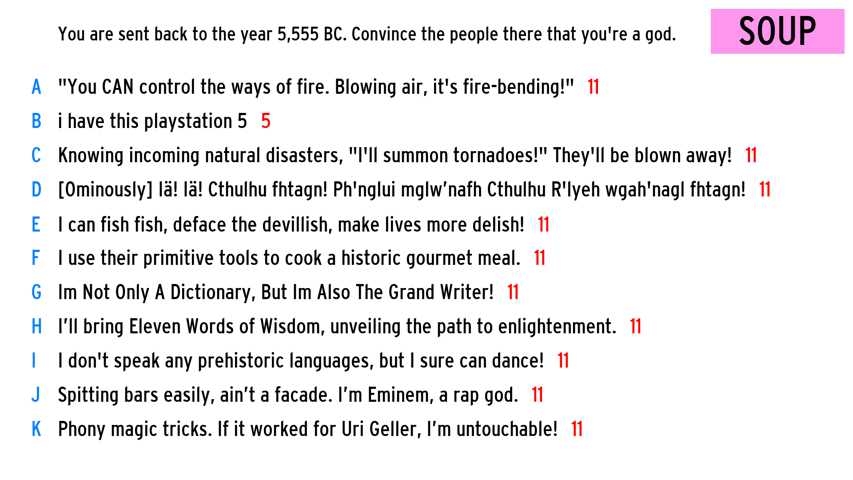 You are sent back to the year 5,555 BC. Convince the people there that you're a god.
SOUP
A "You CAN control the ways of fire. Blowing air, it's fire-bending!" 11
B i have this playstation 5 5
C Knowing incoming natural disasters, "I'll summon tornadoes!" They'll be blown away! 11
D [Ominously] Iä! Iä! Cthulhu fhtagn! Ph'nglui mglw’nafh Cthulhu R'lyeh wgah'nagl fhtagn! 11
E I can fish fish, deface the devillish, make lives more delish! 11
F I use their primitive tools to cook a historic gourmet meal. 11
G Im Not Only A Dictionary, But Im Also The Grand Writer! 11
H I’ll bring Eleven Words of Wisdom, unveiling the path to enlightenment. 11
I I don't speak any prehistoric languages, but I sure can dance! 11
J Spitting bars easily, ain’t a facade. I’m Eminem, a rap god. 11
K Phony magic tricks. If it worked for Uri Geller, I’m untouchable! 11